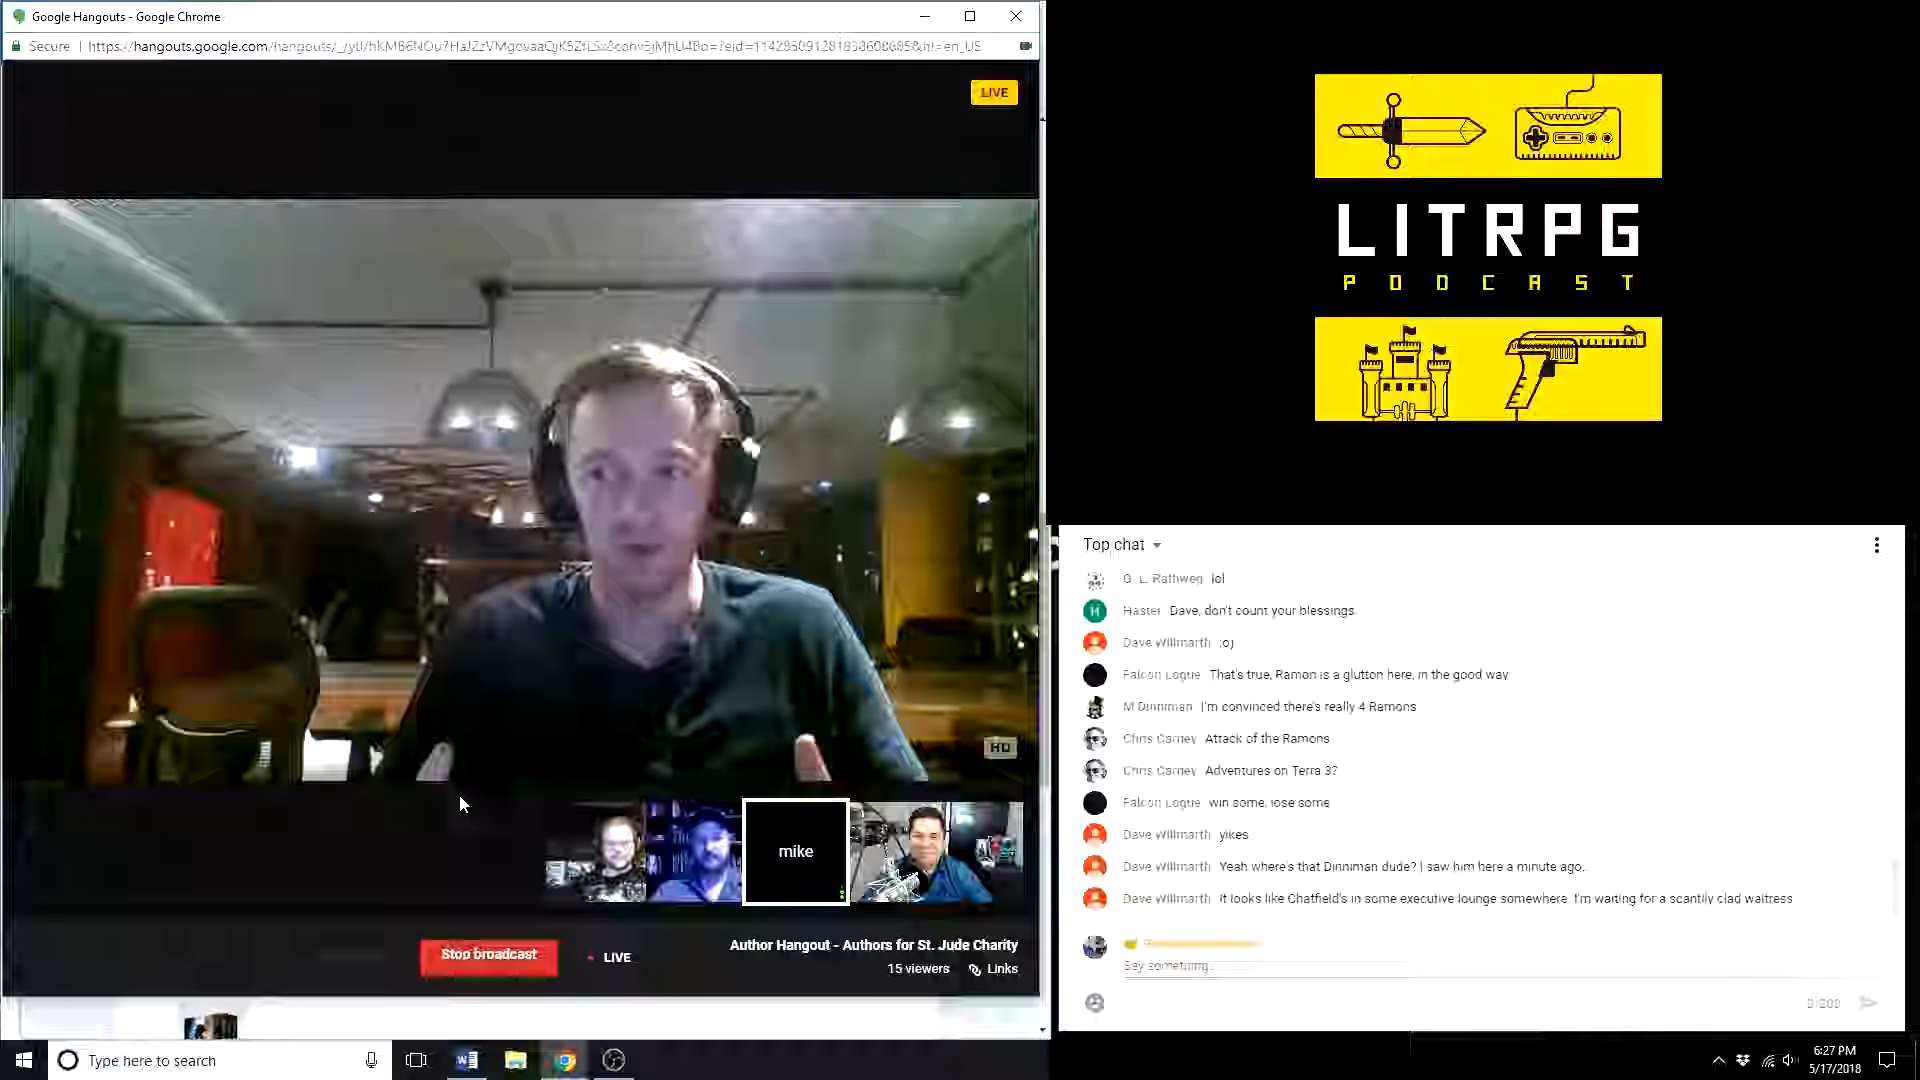 Google Hangouts - Google Chrome
Secure
LIVE
LITRPG
PODCAST
Top chat
lol
Dave, don't count your blessings.
Dave Willmarth :o)
Falcon Logue That's true, Ramon is a glutton here, in the good way
M Dinniman I'm convinced there's really 4 Ramons
HD
Chris Carney Attack of the Ramons
Chris Carney Adventures on Terra 3?
Falcon Logue win some, lose some
mike
Dave Willmarth yikes
Dave Willmarth Yeah where's that Dinniman dude? I saw him here a minute ago..
Dave Willmarth It looks like Chatfield's in some executive lounge somewhere. I'm waiting for a scantily clad waitress
Stop broadcast
LIVE
Author Hangout - Authors for St. Jude Charity
15 viewers Links
Say something...
0/200
Type here to search
6:27 PM
5/17/2018